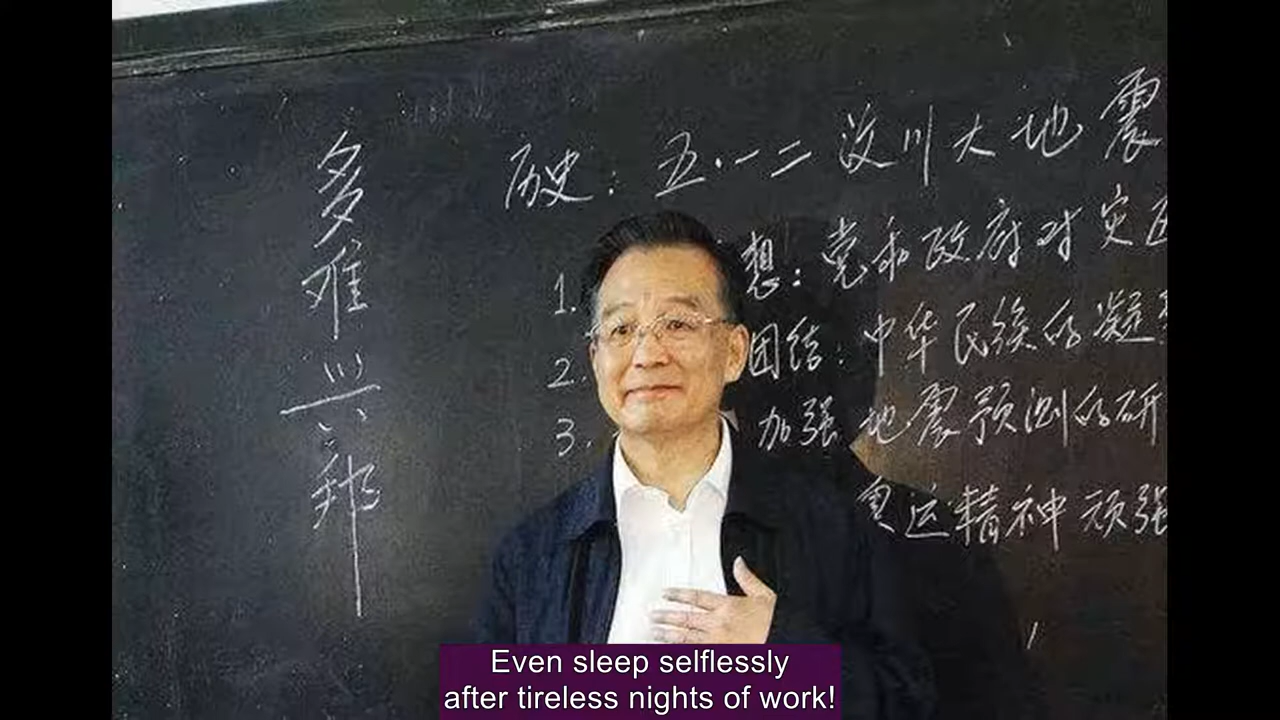 多难兴邦
历史：五·一二汶川大地震
1. 想：党和政府对灾区
2. 团结：中华民族的凝
3. 加强地震预测的研
奥运精神顽强
Even sleep selflessly
after tireless nights of work!